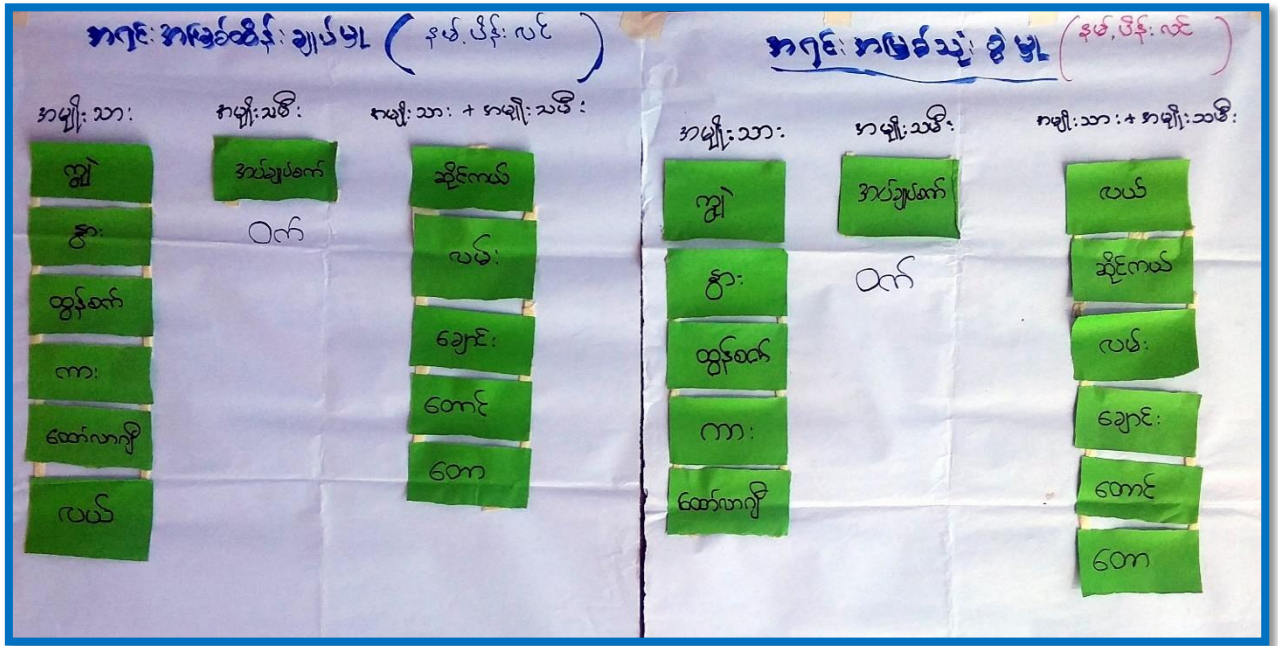 အရင်းအမြစ်ထိန်းချုပ်မှု (နမ့်ပိန်းလင်)
အမျိုးသား အမျိုးသမီး အမျိုးသား + အမျိုးသမီး
ကျွဲ
နွား
ထွန်စက်
ကား
ထော်လာဂျီ
လယ်
အပ်ချုပ်စက်
ဝက်
ဆိုင်ကယ်
လမ်း
ချောင်း
တောင်
တော
အရင်းအမြစ်သုံးစွဲမှု (နမ့်ပိန်းလင်)
အမျိုးသား အမျိုးသမီး အမျိုးသား + အမျိုးသမီး
ကျွဲ
နွား
ထွန်စက်
ကား
ထော်လာဂျီ
အပ်ချုပ်စက်
ဝက်
လယ်
ဆိုင်ကယ်
လမ်း
ချောင်း
တောင်
တော